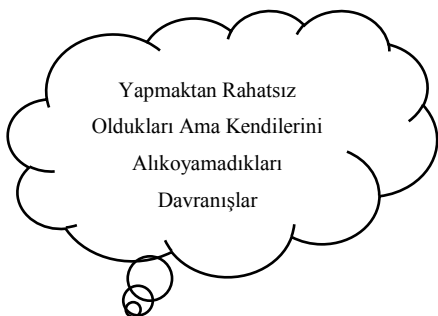 Yapmaktan Rahatsız
Oldukları Ama Kendilerini
Alıkoyamadıkları
Davranışlar